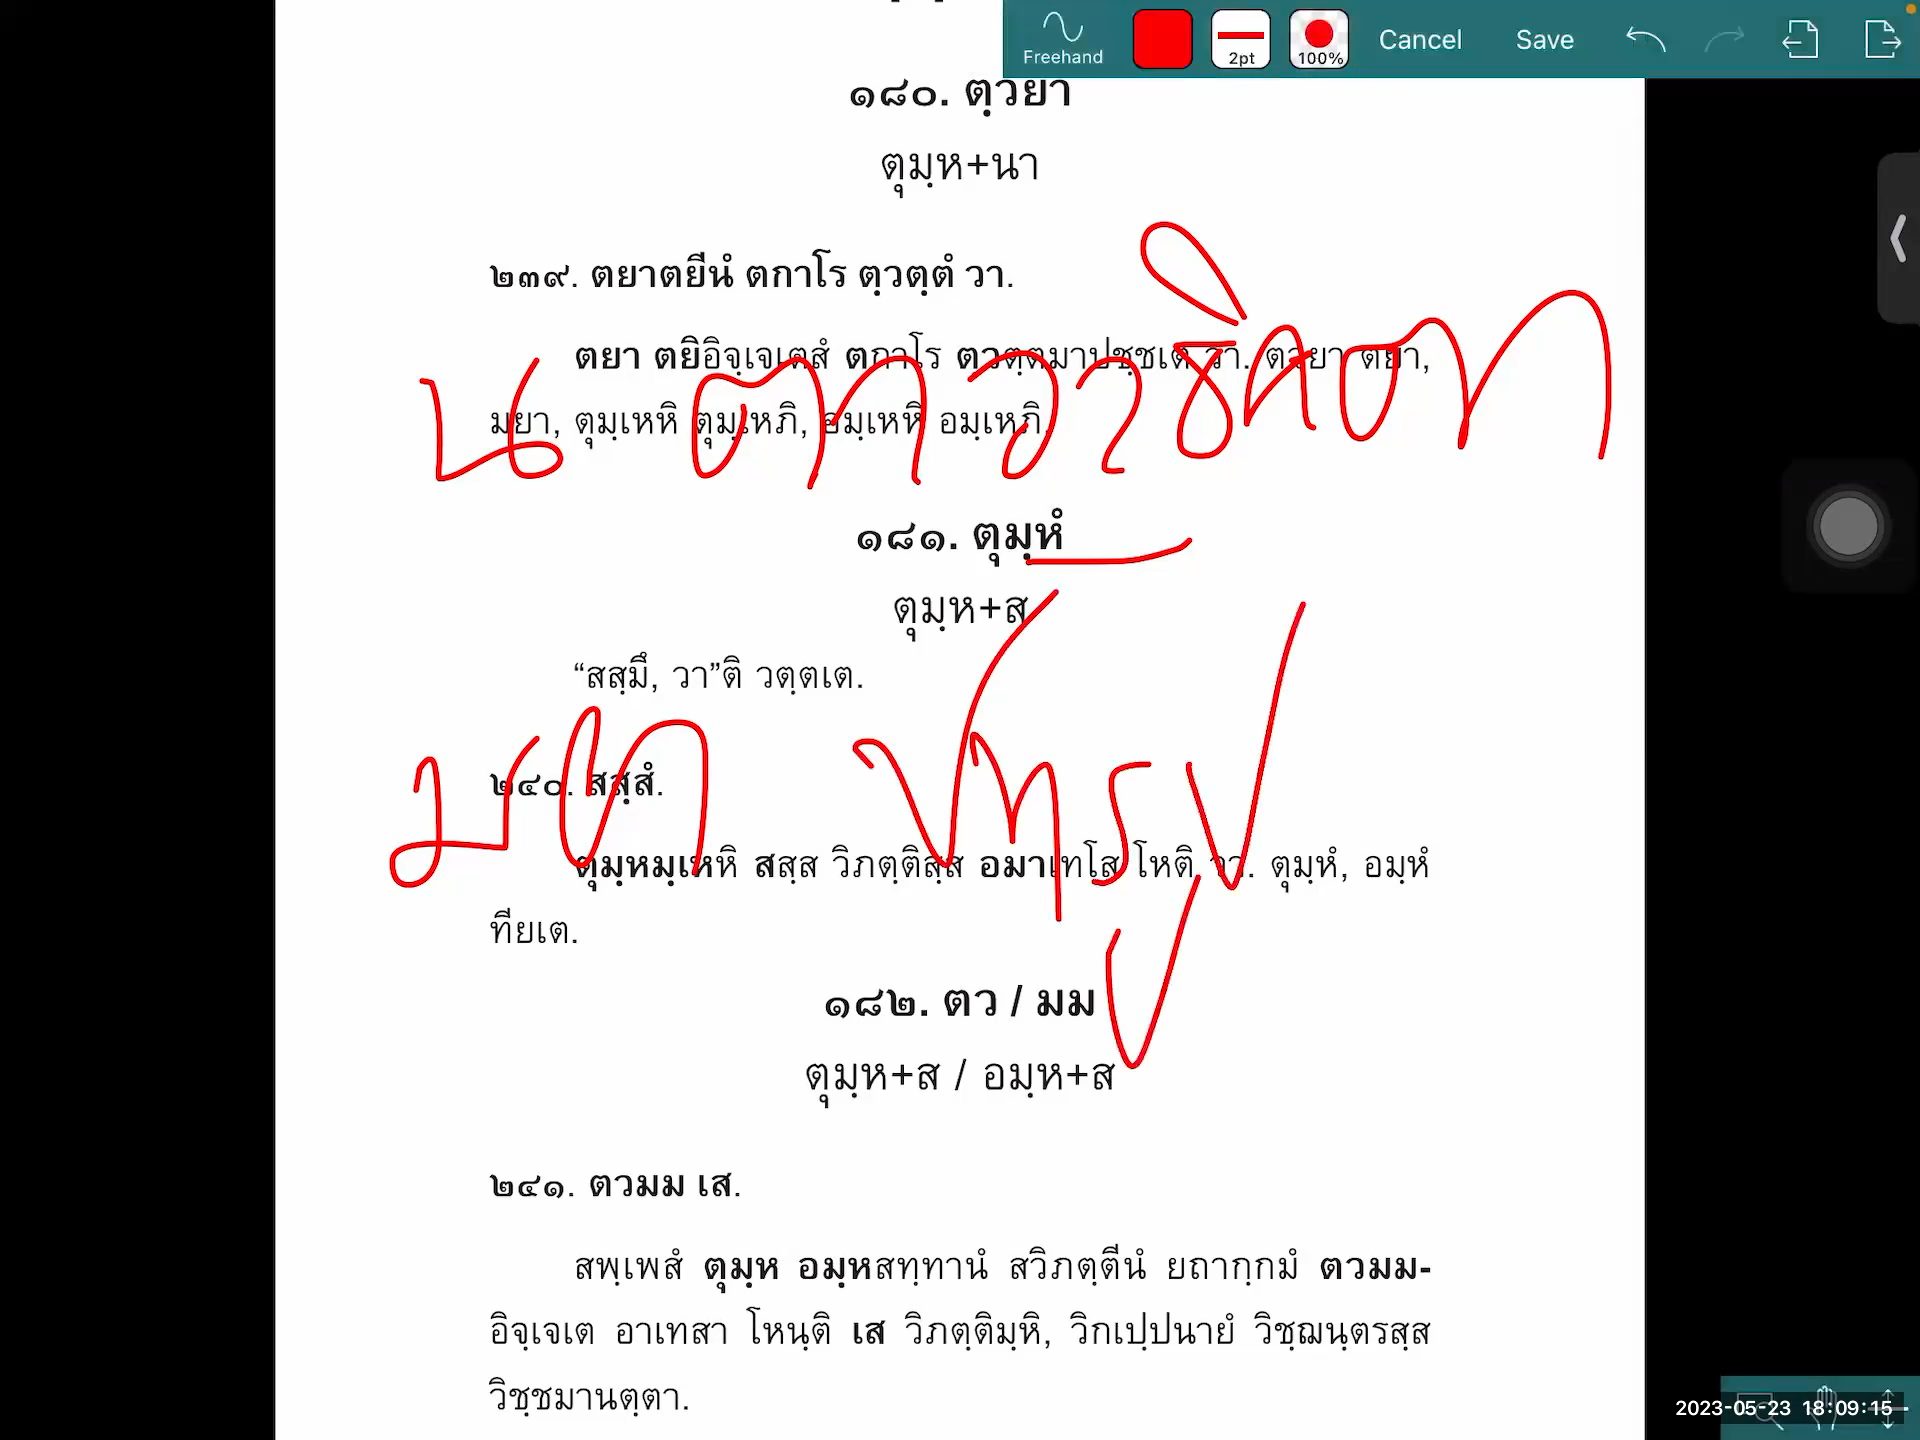 Freehand
2pt
100%
Cancel
Save
๑๘๐. ตฺวยา
ตุมฺห+นา
๒๓๙. ตยาตยีนํ ตกาโร ตฺวตฺตํ วา.
ตยา ตยิอิจฺเจเตสํ ตกาโร ตฺวตฺตมาปชฺชเต วา. ตฺวยา ตยา,
มยา, ตุมฺเหหิ ตุมฺเหภิ, อมฺเหหิ อมฺเหภิ.
๑๘๑. ตุมฺหํ
ตุมฺห+ส
“สสฺมึ, วา”ติ วตฺตเต.
๒๔๐. สสฺสํ.
ตุมฺหมฺเหหิ สสฺส วิภตฺติสฺส อมาเทโส โหติ วา. ตุมฺหํ, อมฺหํ
ทียเต.
๑๘๒. ตว / มม
ตุมฺห+ส / อมฺห+ส
๒๔๑. ตวมม เส.
สพฺเพสํ ตุมฺห อมฺหสทฺทานํ สวิภตฺตีนํ ยถากฺกมํ ตวมม-
อิจฺเจเต อาเทสา โหนฺติ เส วิภตฺติมฺหิ, วิกเปฺปนายํ วิชฺฌนฺตรสฺส
วิชฺชมานตฺตา.
2023-05-23 18:09:15